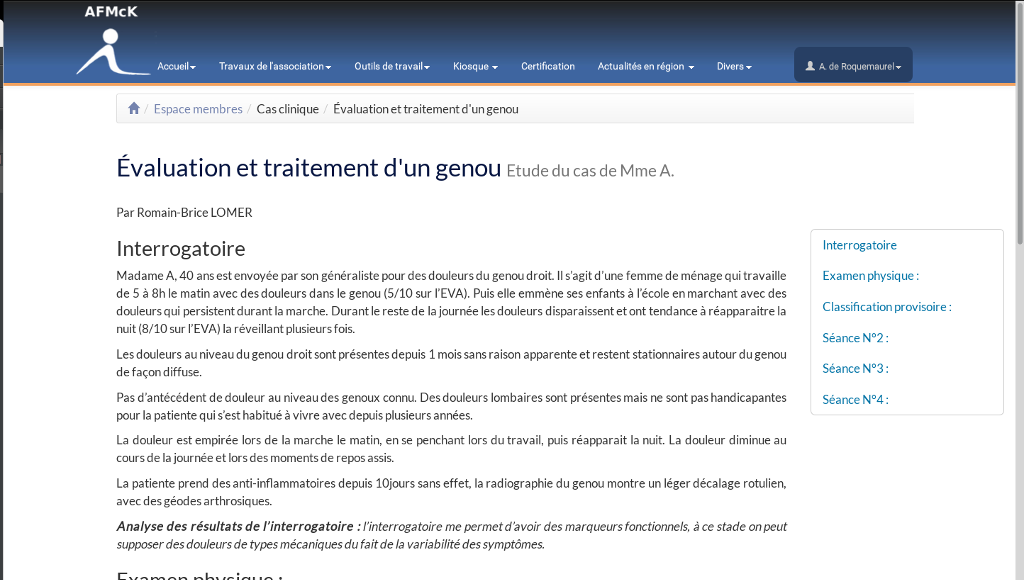 AFMcK
Accueil
Travaux de l'association
Outils de travail
Kiosque
Certification
Actualités en région
Divers
A. de Roquemaurel
/ Espace membres / Cas clinique / Évaluation et traitement d'un genou
Évaluation et traitement d'un genou Etude du cas de Mme A.
Par Romain-Brice LOMER
Interrogatoire
Madame A, 40 ans est envoyée par son généraliste pour des douleurs du genou droit. Il s'agit d'une femme de ménage qui travaille
de 5 à 8h le matin avec des douleurs dans le genou (5/10 sur l'EVA). Puis elle emmène ses enfants à l'école en marchant avec des
douleurs qui persistent durant la marche. Durant le reste de la journée les douleurs disparaissent et ont tendance à réapparaitre la
nuit (8/10 sur l'EVA) la réveillant plusieurs fois.
Les douleurs au niveau du genou droit sont présentes depuis 1 mois sans raison apparente et restent stationnaires autour du genou
de façon diffuse.
Pas d'antécédent de douleur au niveau des genoux connu. Des douleurs lombaires sont présentes mais ne sont pas handicapantes
pour la patiente qui s'est habitué à vivre avec depuis plusieurs années.
La douleur est empirée lors de la marche le matin, en se penchant lors du travail, puis réapparait la nuit. La douleur diminue au
cours de la journée et lors des moments de repos assis.
La patiente prend des anti-inflammatoires depuis 10jours sans effet, la radiographie du genou montre un léger décalage rotulien,
avec des géodes arthrosiques.
Analyse des résultats de l'interrogatoire : l'interrogatoire me permet d'avoir des marqueurs fonctionnels, à ce stade on peut
supposer des douleurs de types mécaniques du fait de la variabilité des symptômes.
Examen physique :
Interrogatoire
Examen physique :
Classification provisoire :
Séance N°2 :
Séance N°3 :
Séance N°4 :